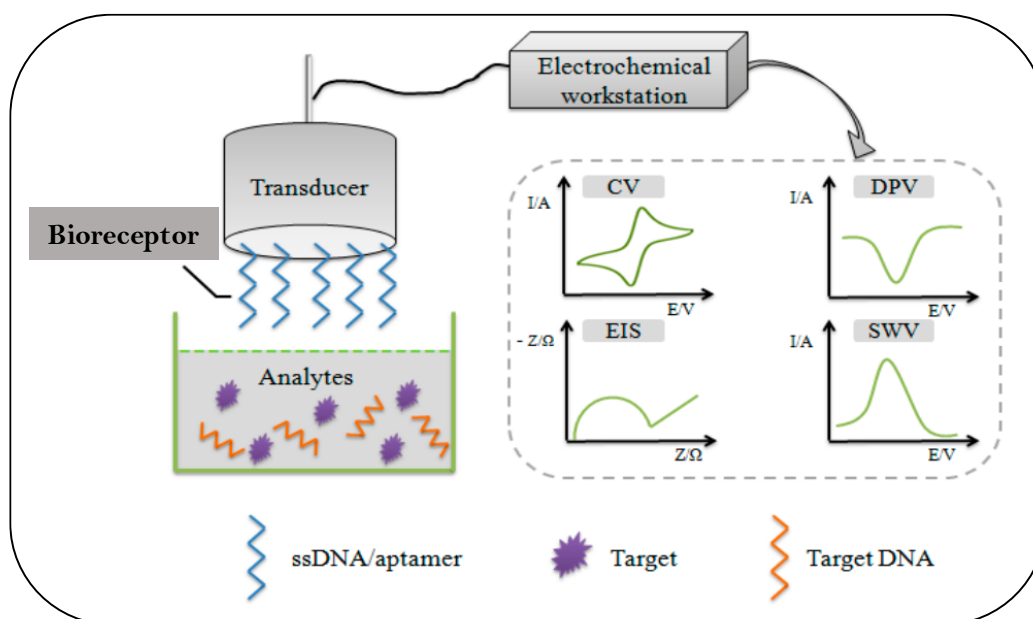 Electrochemical
workstation
Transducer
Bioreceptor
Analytes
CV
I/A
E/V
DPV
I/A
E/V
EIS
- Z/Ω
Z/Ω
SWV
I/A
E/V
ssDNA/aptamer
Target
Target DNA